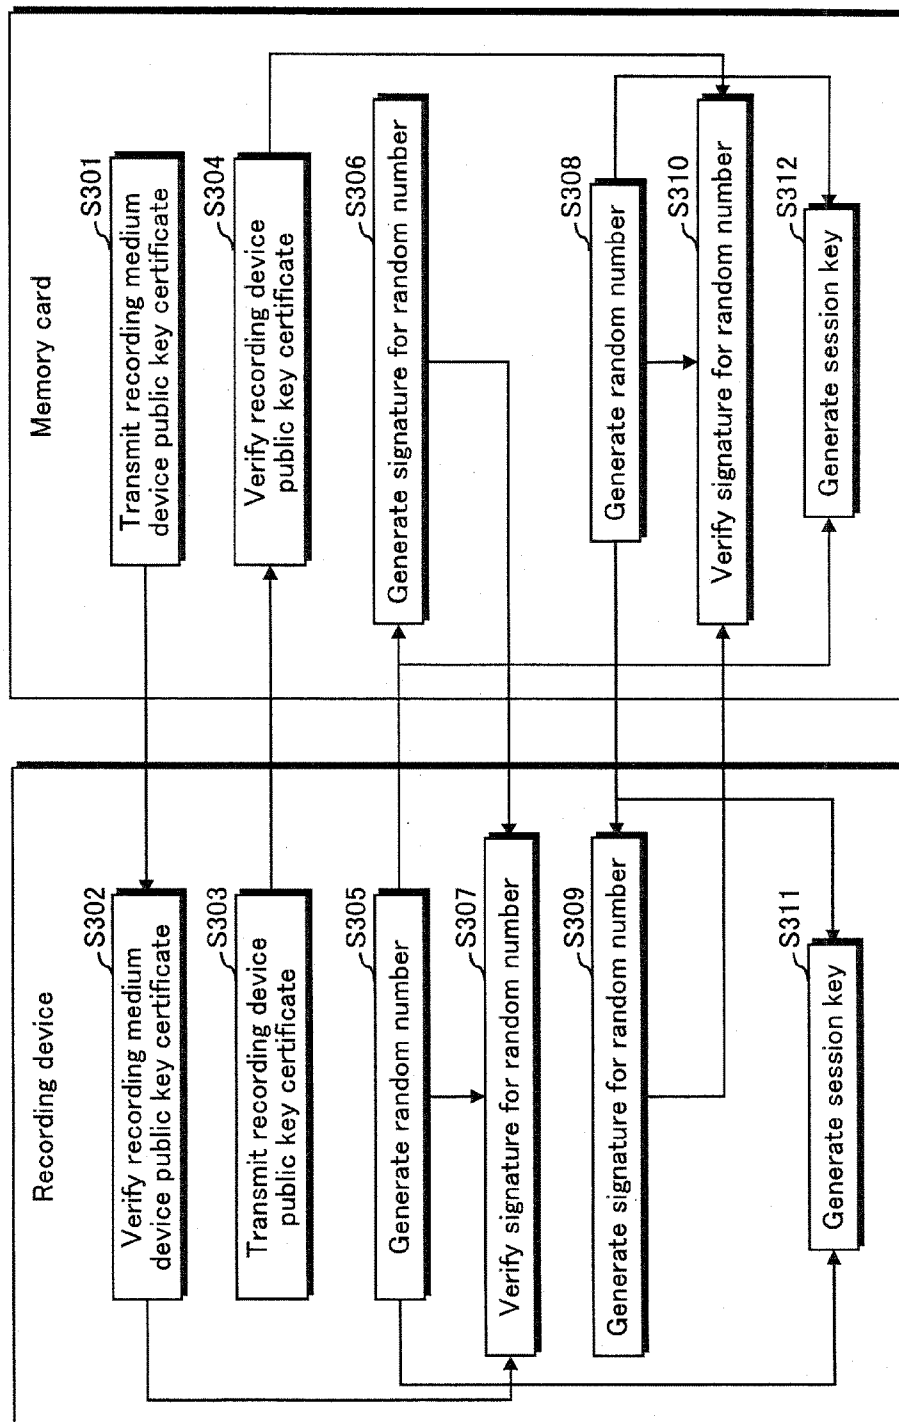 Recording device
S302
Verify recording medium
device public key certificate
S303
Transmit recording device
public key certificate
S305
Generate random number
S307
Verify signature for random number
S309
Generate signature for random number
S311
Generate session key
Memory card
S301
Transmit recording medium
device public key certificate
S304
Verify recording device
public key certificate
S306
Generate signature for random number
S308
Generate random number
S310
Verify signature for random number
S312
Generate session key